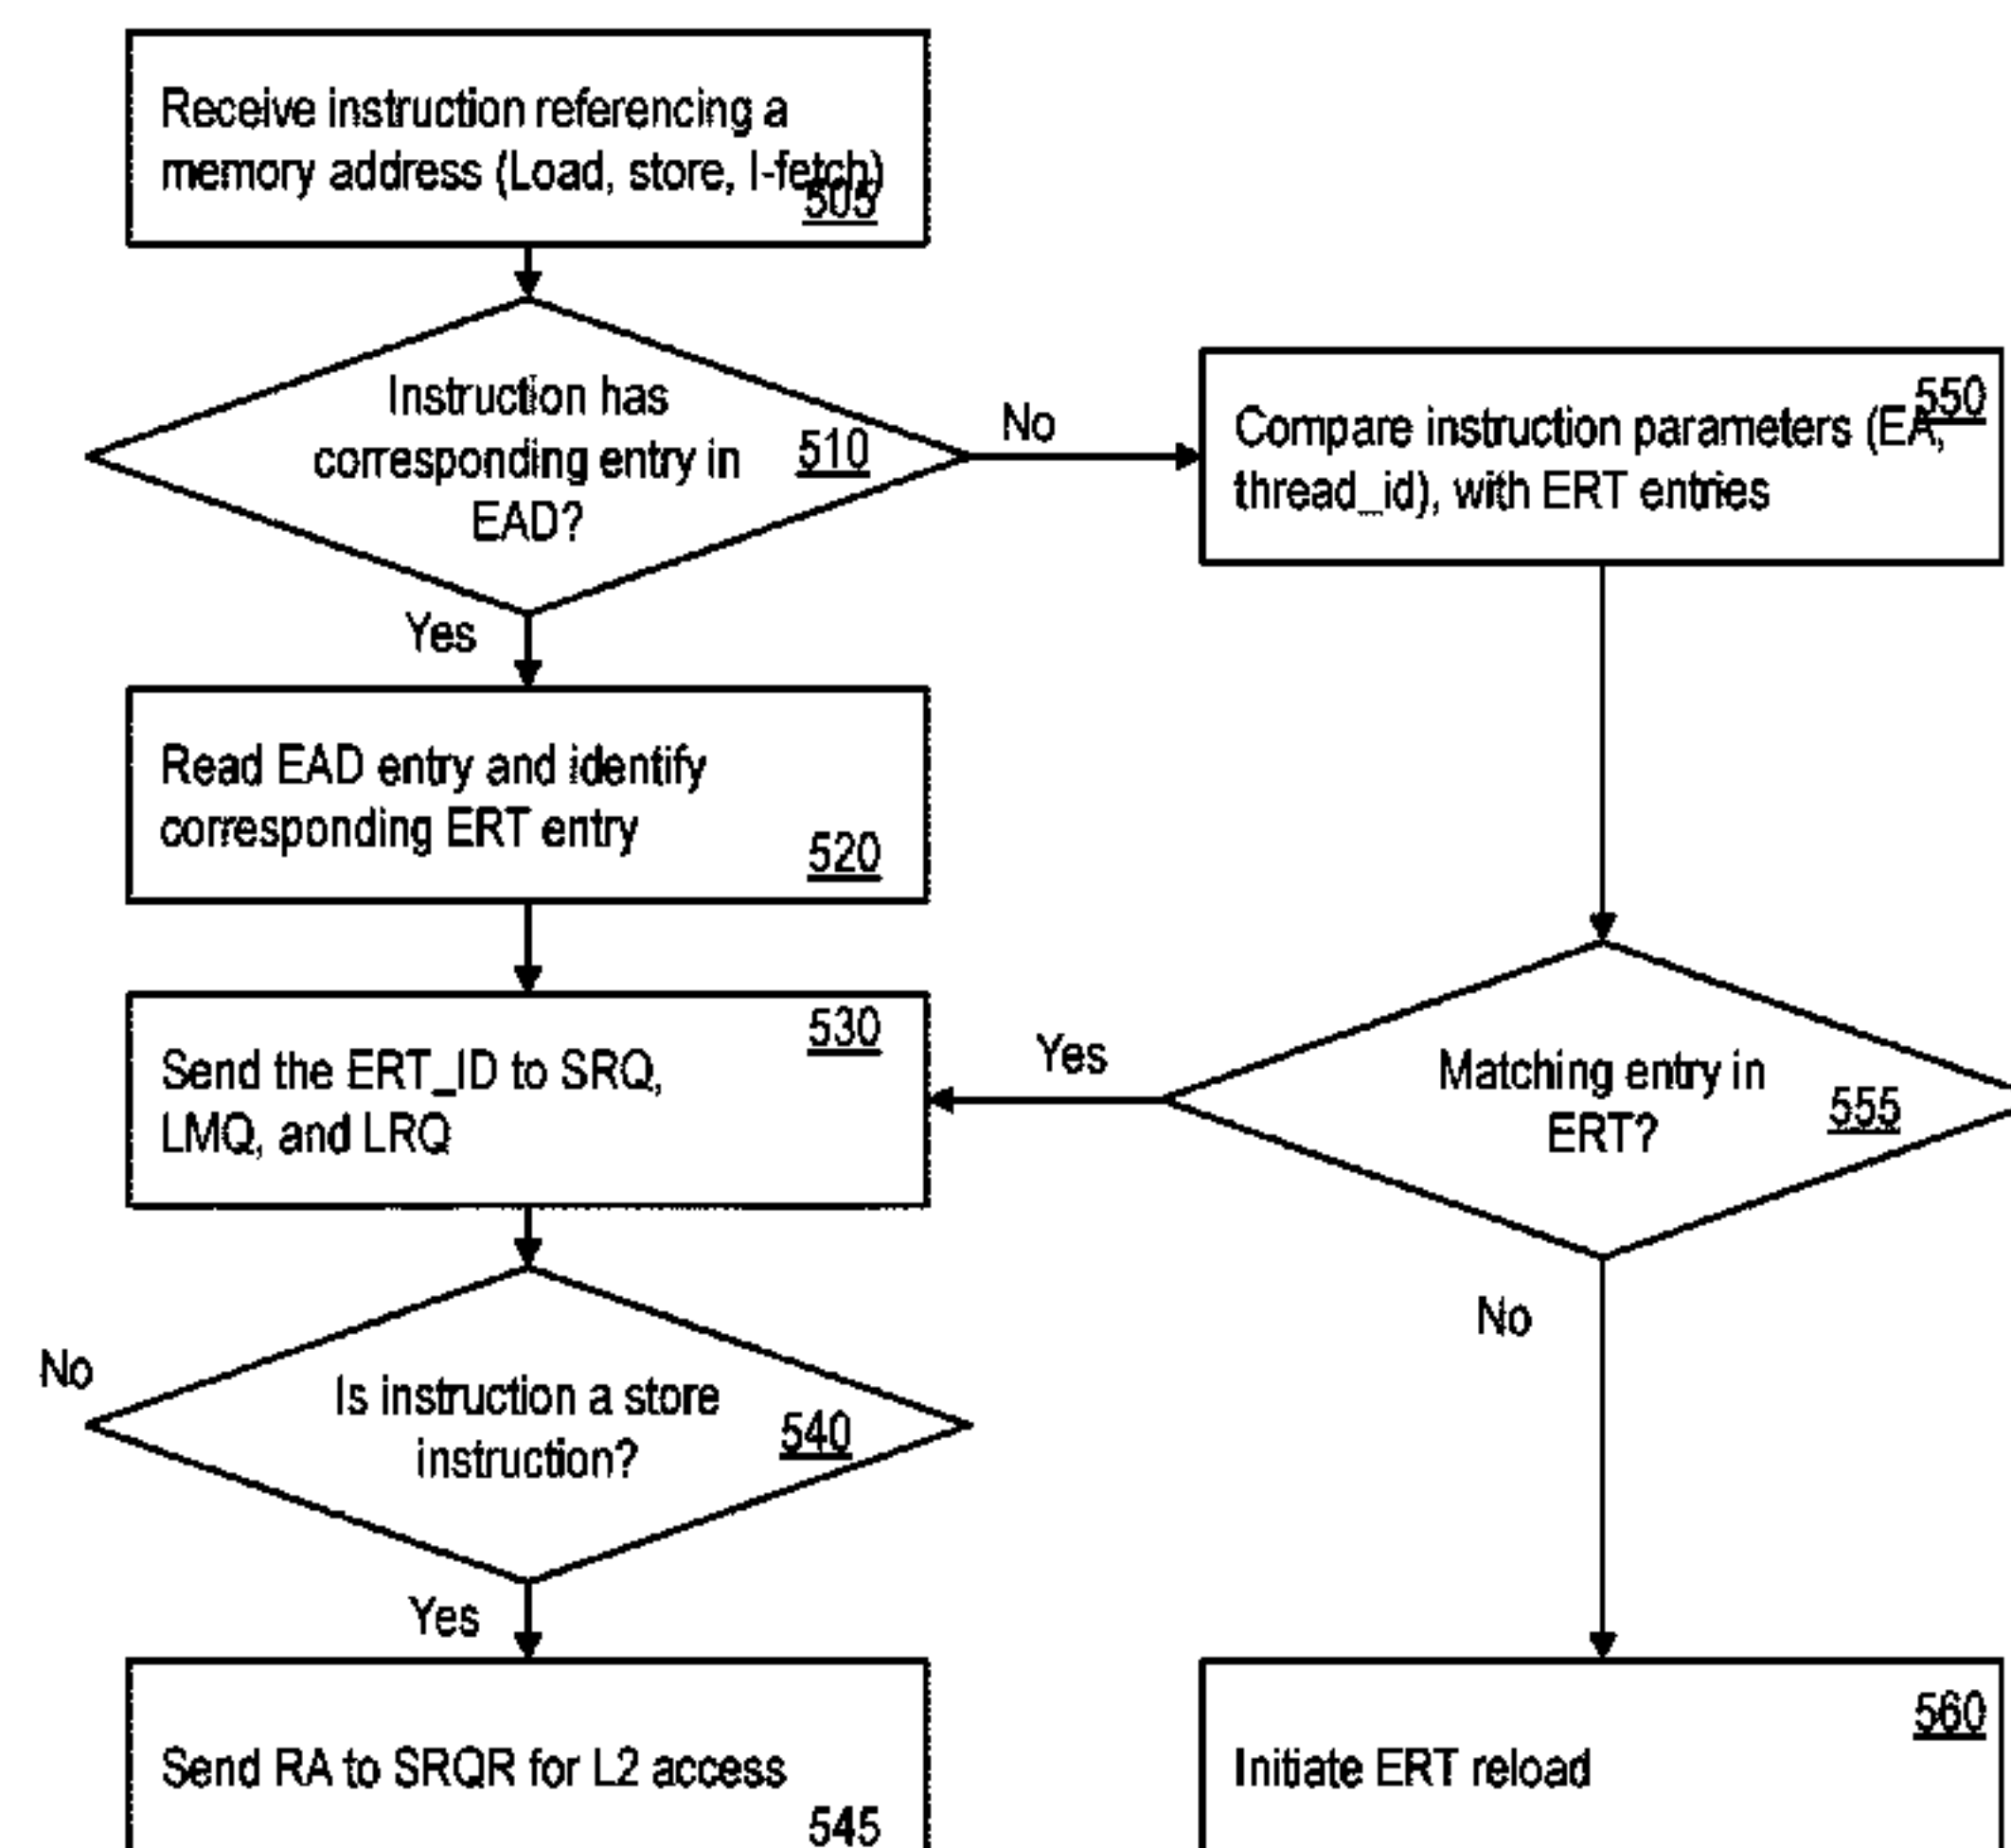 Receive instruction referencing a
memory address (Load, store, I-fetch)
505
Instruction has
corresponding entry in
EAD?
510
No
Compare instruction parameters (EA,
thread_id), with ERT entries
550
Yes
Read EAD entry and identify
corresponding ERT entry
520
Send the ERT_ID to SRQ,
LMQ, and LRQ
530
Yes
Matching entry in
ERT?
555
No
No
Is instruction a store
instruction?
540
Yes
Send RA to SRQR for L2 access
545
Initiate ERT reload
560